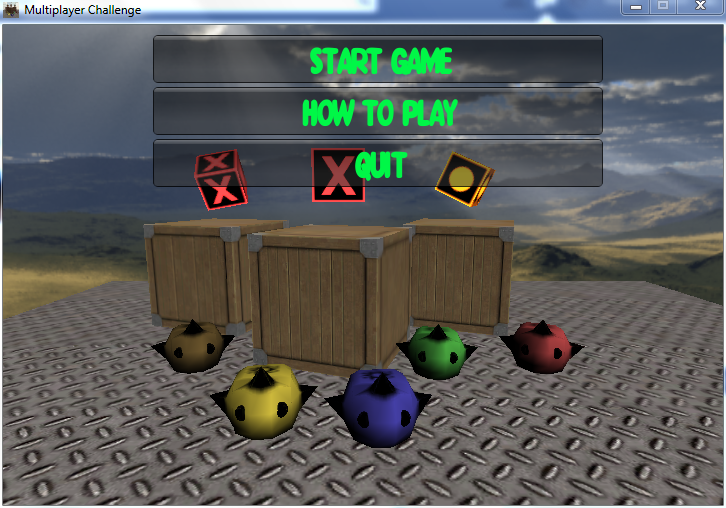 Multiplayer Challenge
START GAME
HOW TO PLAY
QUIT
X X X